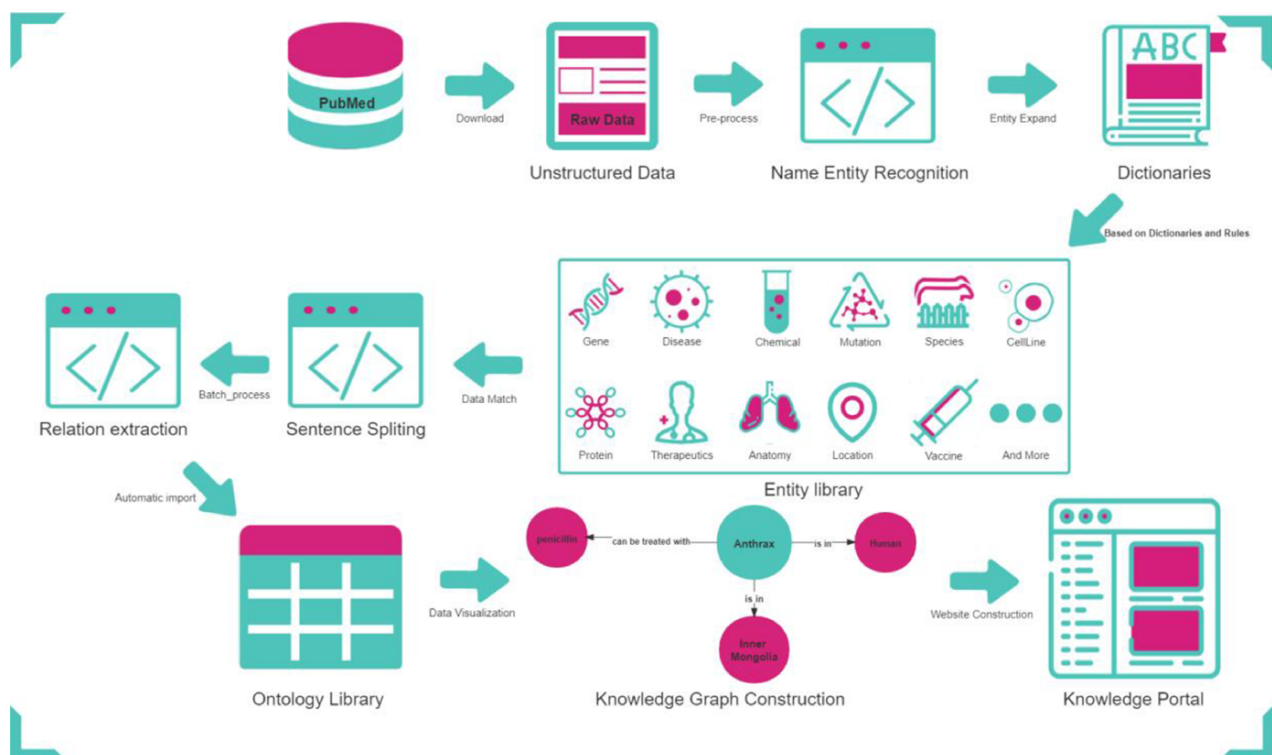 PubMed
Download
Raw Data
Unstructured Data
Pre-process
Name Entity Recognition
Entity Expand
ABC
Dictionaries
Based on Dictionaries and Rules
Gene
Disease
Chemical
Mutation
Species
CellLine
Protein
Therapeutics
Anatomy
Location
Vaccine
And More
Entity library
Data Match
Sentence Spliting
Batch_process
Relation extraction
Automatic import
Ontology Library
Data Visualization
penicillin
can be treated with
Anthrax
is in
Human
is in
Inner
Mongolia
Knowledge Graph Construction
Website Construction
Knowledge Portal